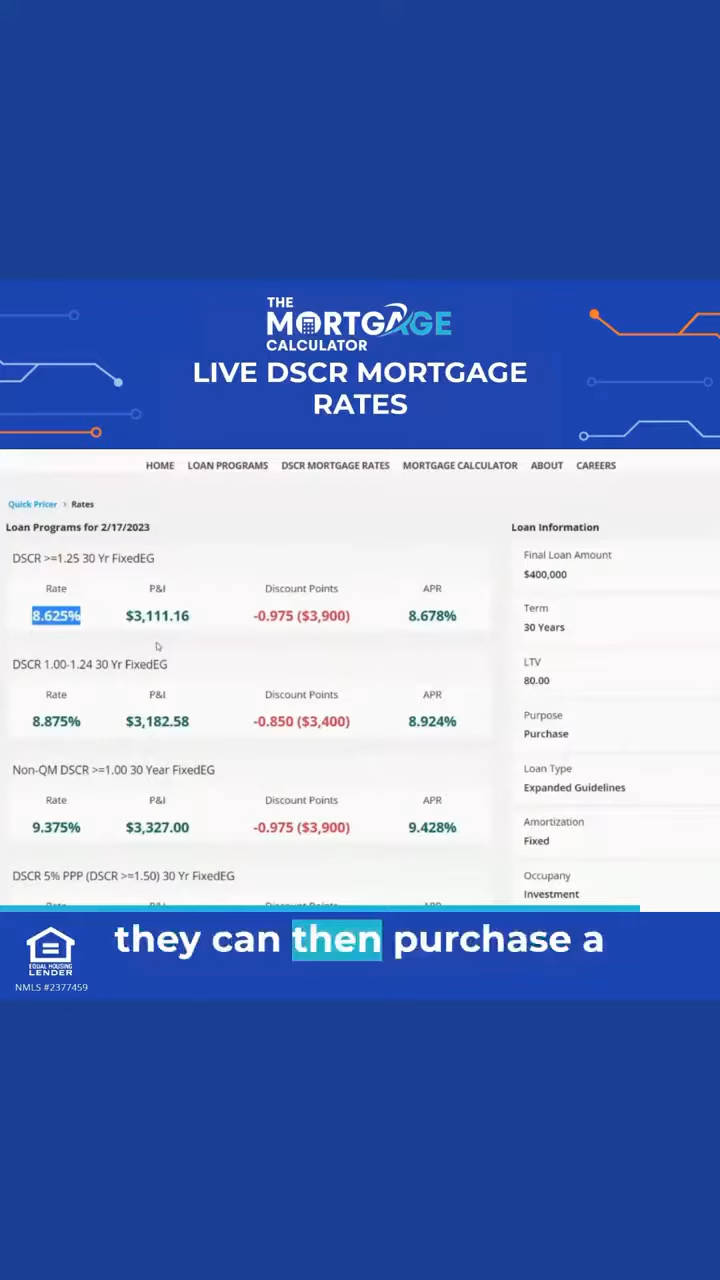 THE
MORTGAGE
CALCULATOR
LIVE DSCR MORTGAGE
RATES
HOME LOAN PROGRAMS DSCR MORTGAGE RATES MORTGAGE CALCULATOR ABOUT CAREERS
Quick Pricer > Rates
Loan Programs for 2/17/2023
DSCR >=1.25 30 Yr FixedEG
Rate P&I Discount Points APR
8.625% $3,111.16 -0.975 ($3,900) 8.678%
DSCR 1.00-1.24 30 Yr FixedEG
Rate P&I Discount Points APR
8.875% $3,182.58 -0.850 ($3,400) 8.924%
Non-QM DSCR >=1.00 30 Year FixedEG
Rate P&I Discount Points APR
9.375% $3,327.00 -0.975 ($3,900) 9.428%
DSCR 5% PPP (DSCR >=1.50) 30 Yr FixedEG
Rate P&I Discount Points APR
Loan Information
Final Loan Amount
$400,000
Term
30 Years
LTV
80.00
Purpose
Purchase
Loan Type
Expanded Guidelines
Amortization
Fixed
Occupany
Investment
they can then purchase a
EQUAL HOUSING
LENDER
NMLS #2377459